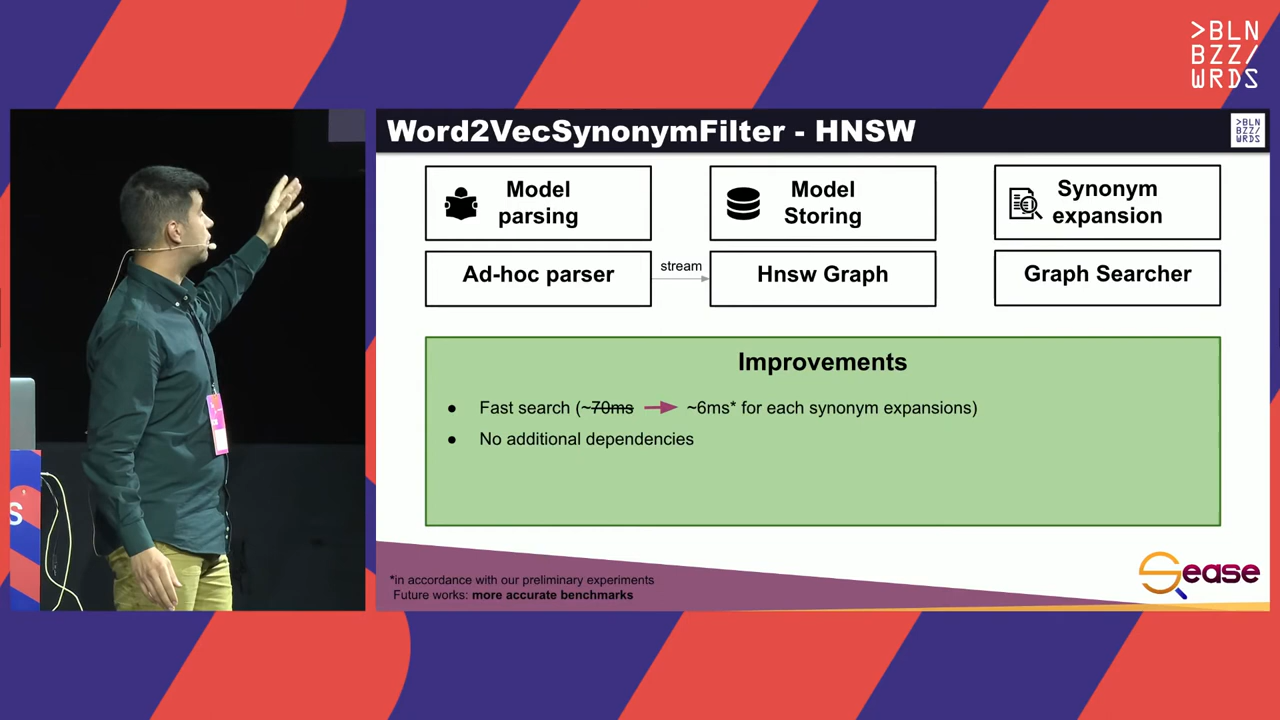 >BLN
BZZ/
WRDS
Word2VecSynonymFilter - HNSW
>BLN
BZZ/
WRDS
Model
parsing
Model
Storing
Synonym
expansion
Ad-hoc parser
stream
Hnsw Graph
Graph Searcher
Improvements
● Fast search (~70ms → ~6ms* for each synonym expansions)
● No additional dependencies
S
*in accordance with our preliminary experiments
Future works: more accurate benchmarks
Sease